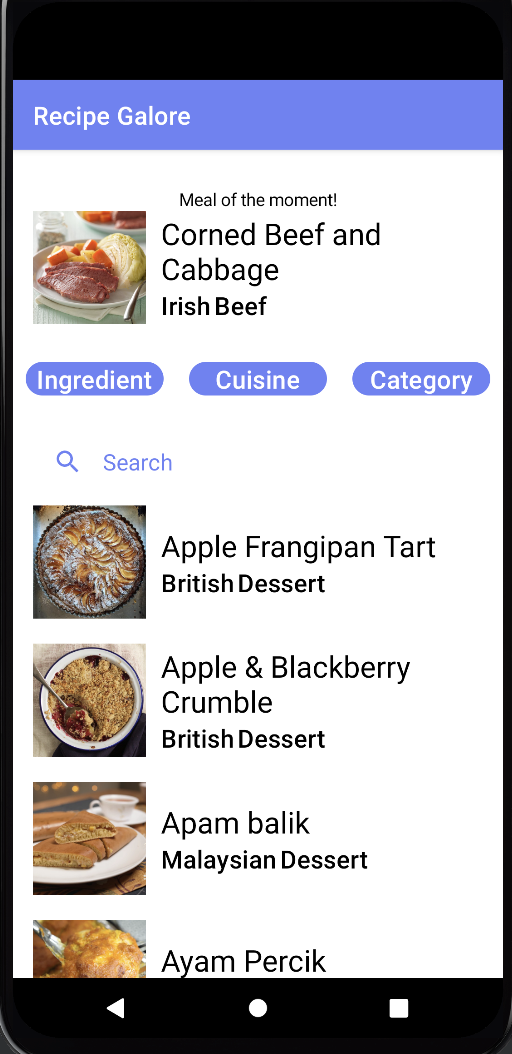 Recipe Galore
Meal of the moment!
Corned Beef and
Cabbage
Irish Beef
Ingredient
Cuisine
Category
Search
Apple Frangipan Tart
British Dessert
Apple & Blackberry
Crumble
British Dessert
Apam balik
Malaysian Dessert
Ayam Percik